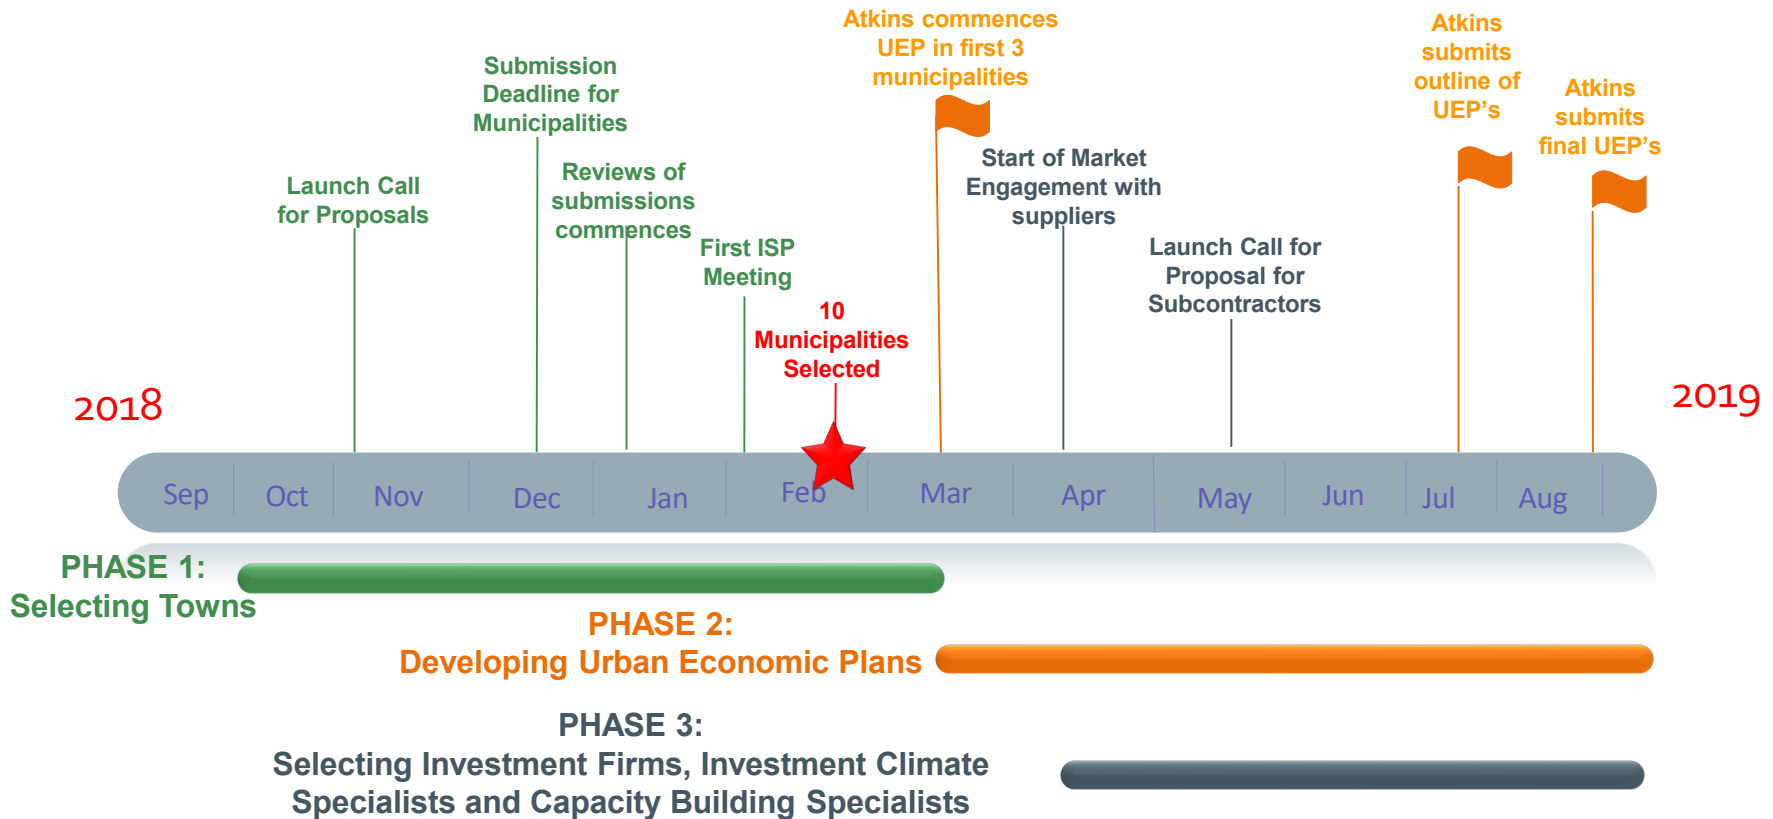 Atkins commences
UEP in first 3
municipalities
Atkins
submits
outline of
UEP's
Submission
Deadline for
Municipalities
Atkins
submits
final UEP's
Launch Call
for Proposals
Reviews of
submissions
commences
Start of Market
Engagement with
suppliers
First ISP
Meeting
Launch Call for
Proposal for
Subcontractors
10
Municipalities
Selected
2018
2019
Sep Oct Nov Dec Jan Feb Mar Apr May Jun Jul Aug
PHASE 1:
Selecting Towns
PHASE 2:
Developing Urban Economic Plans
PHASE 3:
Selecting Investment Firms, Investment Climate
Specialists and Capacity Building Specialists